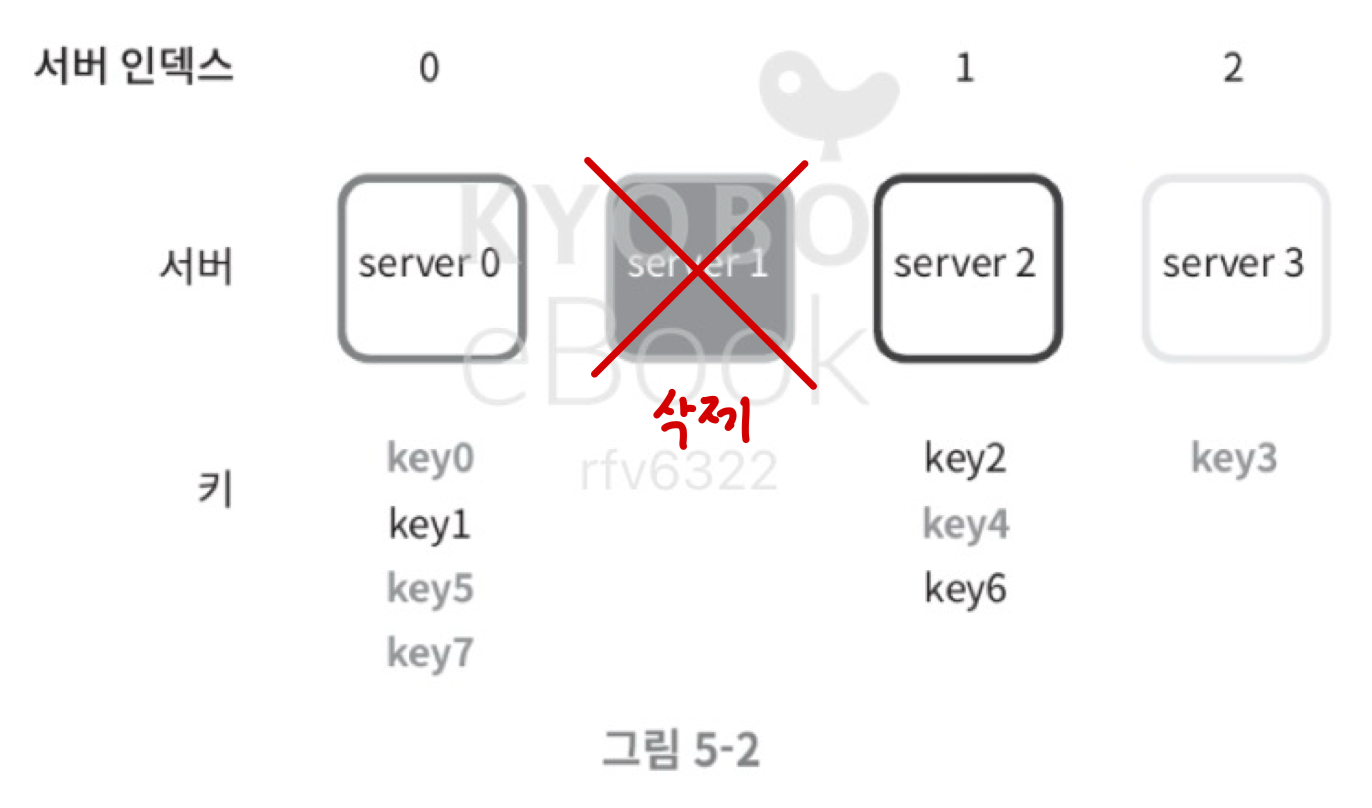 서버 인덱스 0 1 2
KYOBO
서버 server 0 server 1 server 2 server 3
eBook
삭제
rfv6322
키 key0 key2 key3
key1 key4
key5 key6
key7
그림 5-2